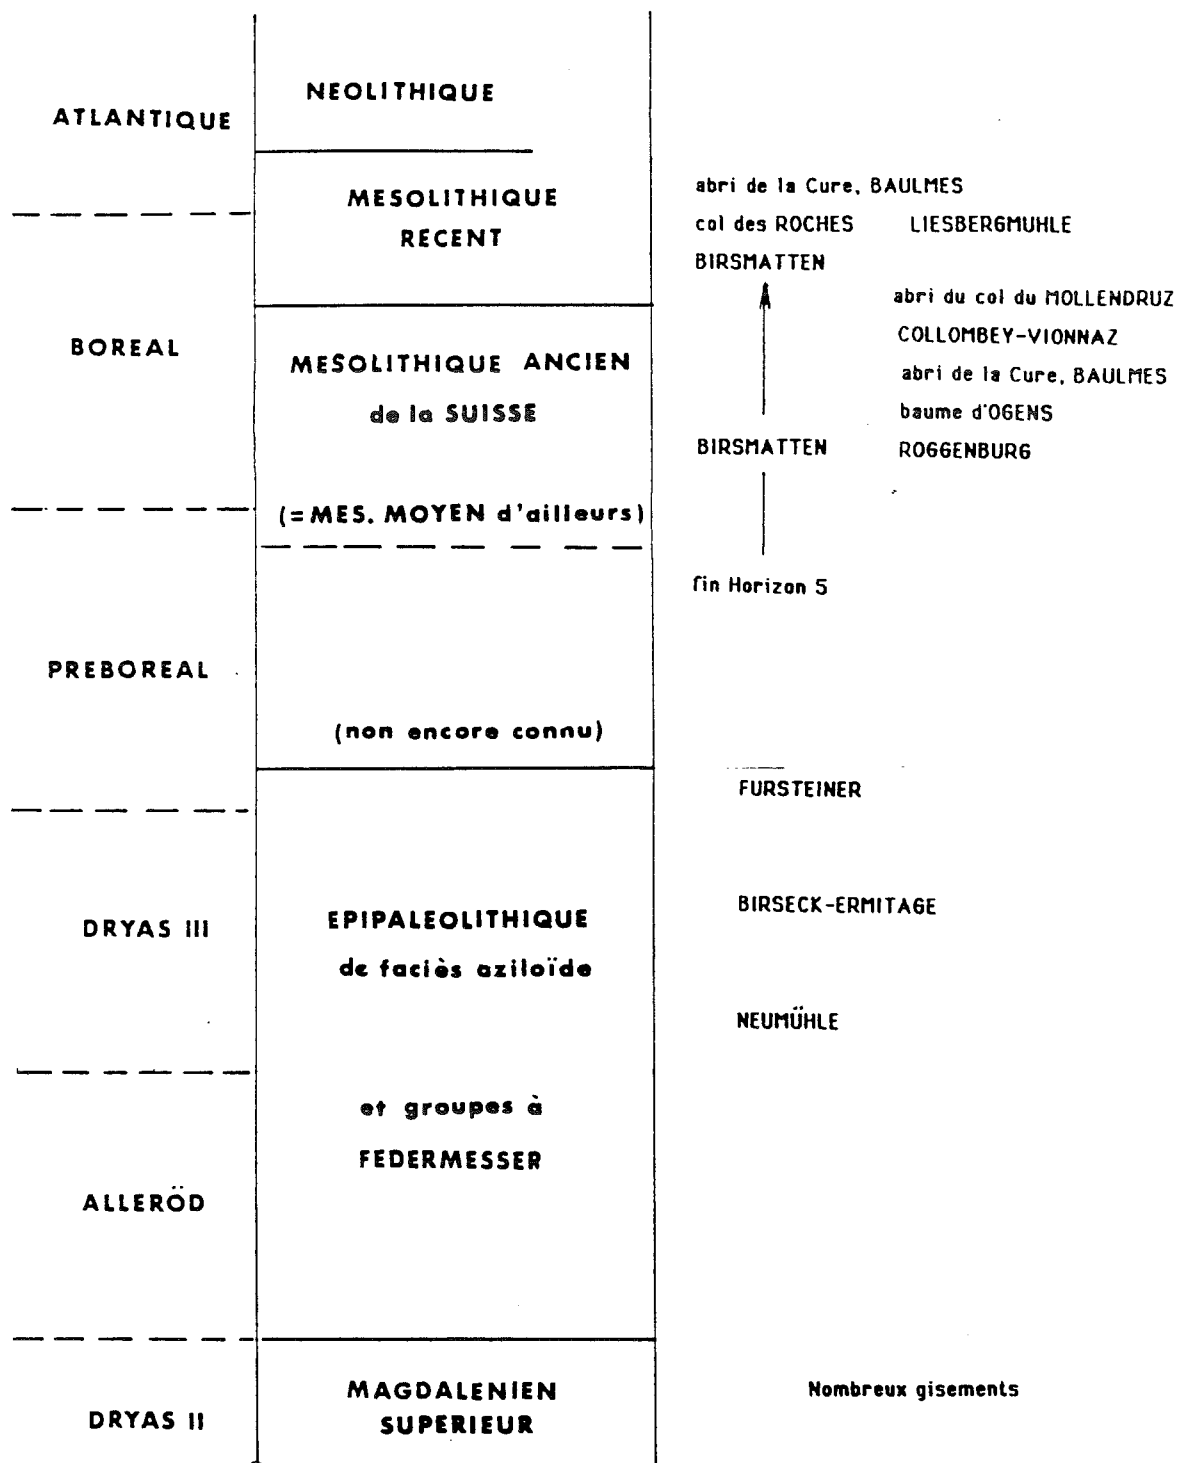 ATLANTIQUE
BOREAL
PREBOREAL
DRYAS III
ALLERÖD
DRYAS II
NEOLITHIQUE
MESOLITHIQUE
RECENT
MESOLITHIQUE ANCIEN
de la SUISSE
(=MES. MOYEN d'ailleurs)
(non encore connu)
EPIPALEOLITHIQUE
de faciès aziloïde
et groupes à
FEDERMESSER
MAGDALENIEN
SUPERIEUR
abri de la Cure, BAULMES
col des ROCHES LIESBERGMUHLE
BIRSMATTEN
abri du col du MOLLENDRUZ
COLLOMBEY-VIONNAZ
abri de la Cure, BAULMES
baume d'OGENS
BIRSMATTEN ROGGENBURG
fin Horizon 5
FURSTEINER
BIRSECK-ERMITAGE
NEUMÜHLE
Nombreux gisements